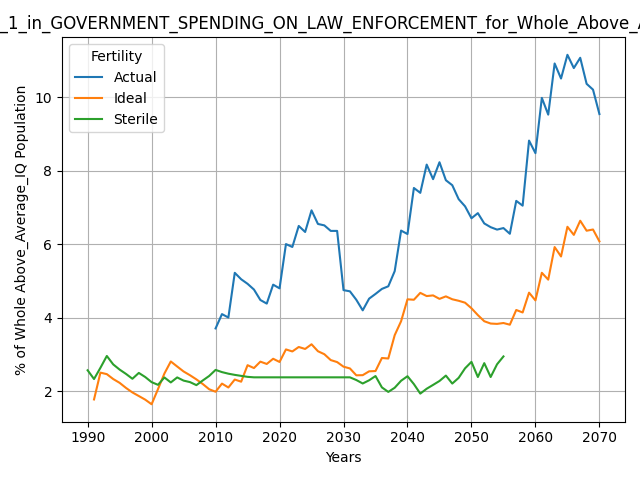 _1_in_GOVERNMENT_SPENDING_ON_LAW_ENFORCEMENT_for_Whole_Above_
Fertility
Actual
Ideal
Sterile
% of Whole Above_Average_IQ Population
10
8
6
4
2
1990 2000 2010 2020 2030 2040 2050 2060 2070
Years